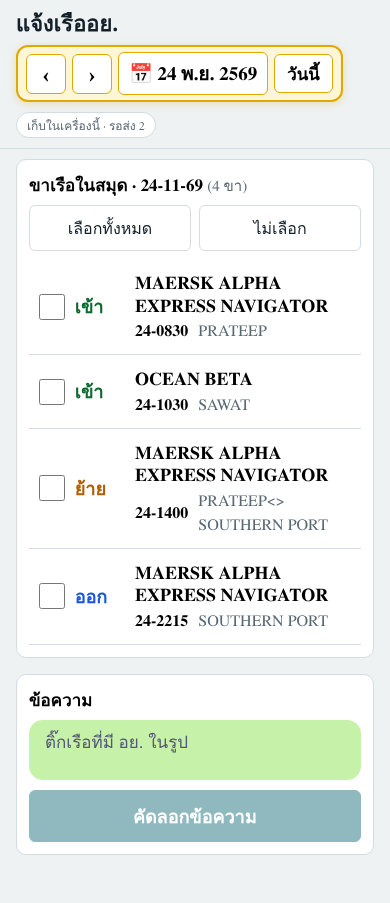 แจ้งเรืออย.
‹ › 📅 24 พ.ย. 2569 วันนี้
เก็บในเครื่องนี้ · รอส่ง 2
ขาเรือในสมุด · 24-11-69 (4 ขา)
เลือกทั้งหมด ไม่เลือก
เข้า
MAERSK ALPHA
EXPRESS NAVIGATOR
24-0830 PRATEEP
เข้า
OCEAN BETA
24-1030 SAWAT
ย้าย
MAERSK ALPHA
EXPRESS NAVIGATOR
24-1400 PRATEEP<>
SOUTHERN PORT
ออก
MAERSK ALPHA
EXPRESS NAVIGATOR
24-2215 SOUTHERN PORT
ข้อความ
ติ๊กเรือที่มี อย. ในรูป
คัดลอกข้อความ